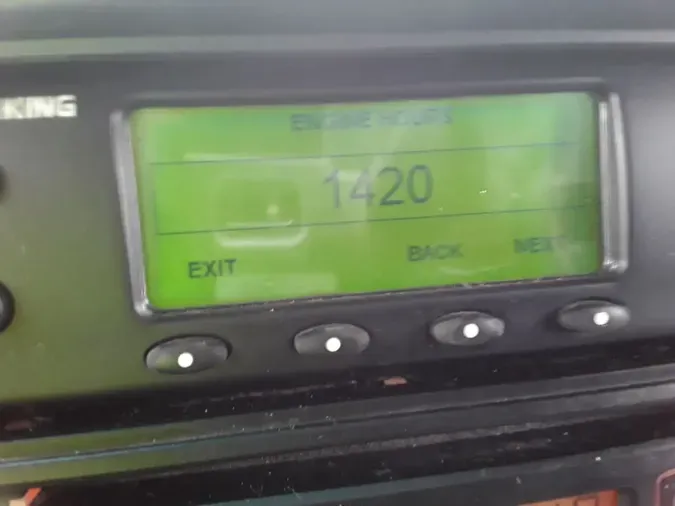 KING
ENGINE HOURS
1420
EXIT BACK NEXT